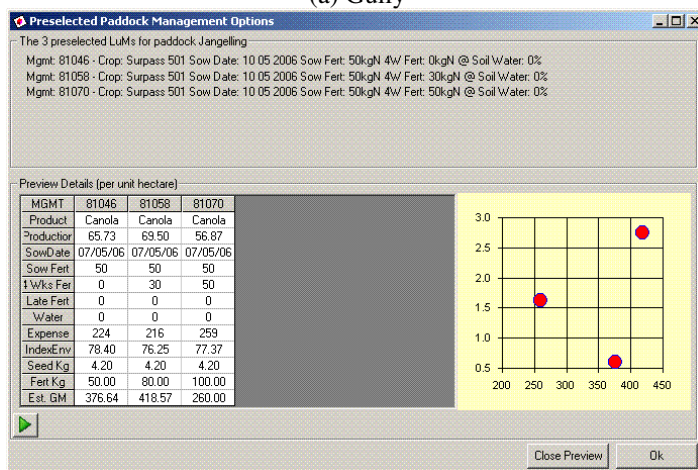 (a) Gully
Preselected Paddock Management Options
The 3 preselected LuMs for paddock Jangelling
Mgmt: 81046 - Crop: Surpass 501 Sow Date: 10 05 2006 Sow Fert: 50kgN 4W Fert: 0kgN @ Soil Water: 0%
Mgmt: 81058 - Crop: Surpass 501 Sow Date: 10 05 2006 Sow Fert: 50kgN 4W Fert: 30kgN @ Soil Water: 0%
Mgmt: 81070 - Crop: Surpass 501 Sow Date: 10 05 2006 Sow Fert: 50kgN 4W Fert: 50kgN @ Soil Water: 0%
Preview Details (per unit hectare)
MGMT 81046 81058 81070
Product Canola Canola Canola
Production 65.73 69.50 56.87
SowDate 07/05/06 07/05/06 07/05/06
Sow Fert 50 50 50
4 Wks Fer 0 30 50
Late Fert 0 0 0
Water 0 0 0
Expense 224 216 259
IndexEnv 78.40 76.25 77.37
Seed Kg 4.20 4.20 4.20
Fert Kg 50.00 80.00 100.00
Est. GM 376.64 418.57 260.00
3.0
2.5
2.0
1.5
1.0
0.5
200 250 300 350 400 450
Close Preview Ok